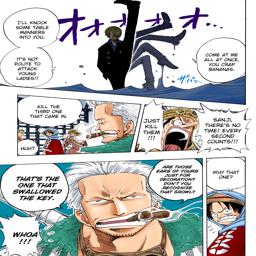 I'LL KNOCK
SOME TABLE
MANNERS INTO
YOU.
IT'S NOT
POLITE TO
ATTACK
YOUNG
LADIES!!
オオオオオ
COME AT ME
ALL AT
ONCE, YOU
CRAP
BANANAS.
KILL THE
THIRD ONE
THAT CAME IN.
HUH?
JUST
KILL
THEM
!!!
SANJI,
THERE'S NO
TIME! EVERY
SECOND
COUNTS!!!
THAT'S THE
ONE THAT
SWALLOWED
THE KEY.
WHOA
!!!
ARE THOSE
EARS OF YOURS
JUST FOR
DECORATION?!
DON'T YOU
RECOGNIZE
THAT GROWL?
WHY THAT
ONE?